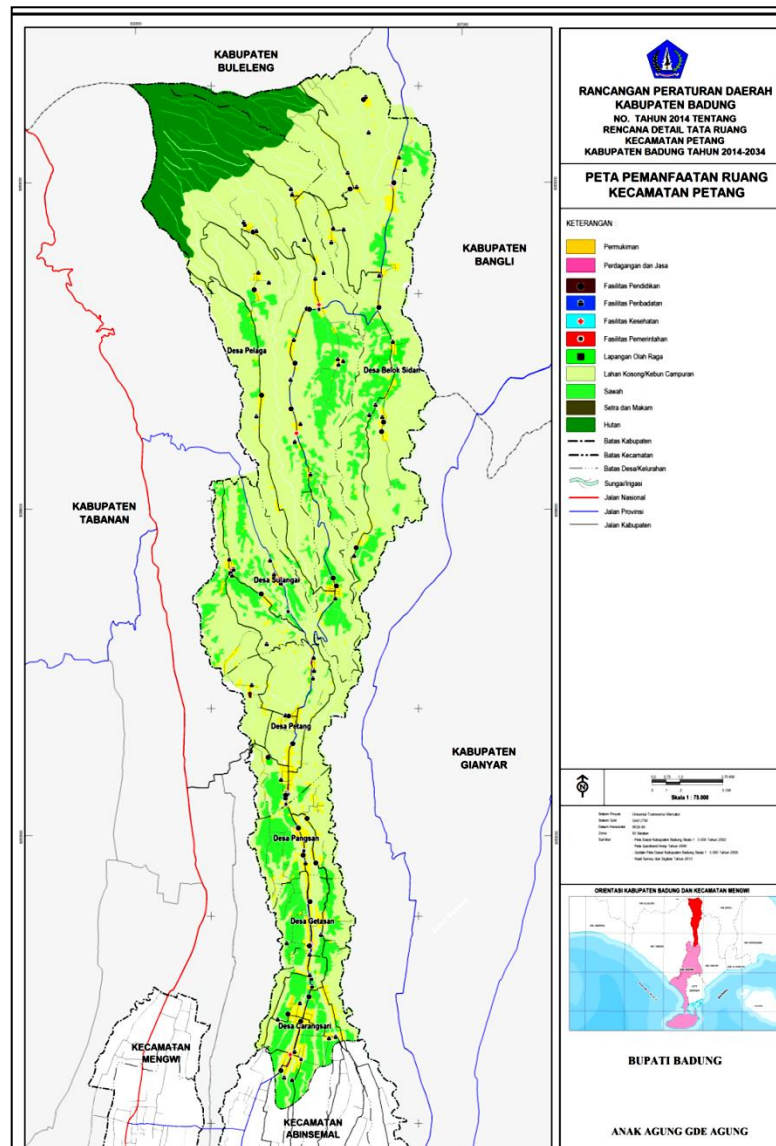 RANCANGAN PERATURAN DAERAH
KABUPATEN BADUNG
NO. TAHUN 2014 TENTANG
RENCANA DETAIL TATA RUANG
KECAMATAN PETANG
KABUPATEN BADUNG TAHUN 2014-2034
PETA PEMANFAATAN RUANG
KECAMATAN PETANG
KETERANGAN :
Permukiman
Perdagangan dan Jasa
Fasilitas Pendidikan
Fasilitas Peribadatan
Fasilitas Kesehatan
Fasilitas Pemerintahan
Lapangan Olah Raga
Lahan Kosong/Kebun Campuran
Sawah
Setra dan Makam
Hutan
Batas Kabupaten
Batas Kecamatan
Batas Desa/Kelurahan
Sungai/Irigasi
Jalan Nasional
Jalan Provinsi
Jalan Kabupaten
Skala 1 : 75.000
ORIENTASI KABUPATEN BADUNG DAN KECAMATAN MENGWI
BUPATI BADUNG
ANAK AGUNG GDE AGUNG
KABUPATEN
BULELENG
KABUPATEN
BANGLI
Desa Pelaga
Desa Belok Sidan
KABUPATEN
TABANAN
Desa Sulangai
Desa Petang
KABUPATEN
GIANYAR
Desa Pangsan
Desa Getasan
Desa Carangsari
KECAMATAN
MENGWI
KECAMATAN
ABINSEMAL